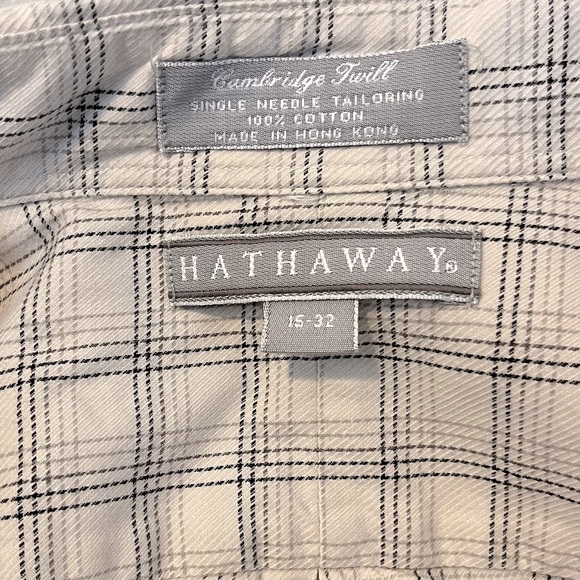 Cambridge Twill
SINGLE NEEDLE TAILORING
100% COTTON
MADE IN HONG KONG
HATHAWAY®
15-32